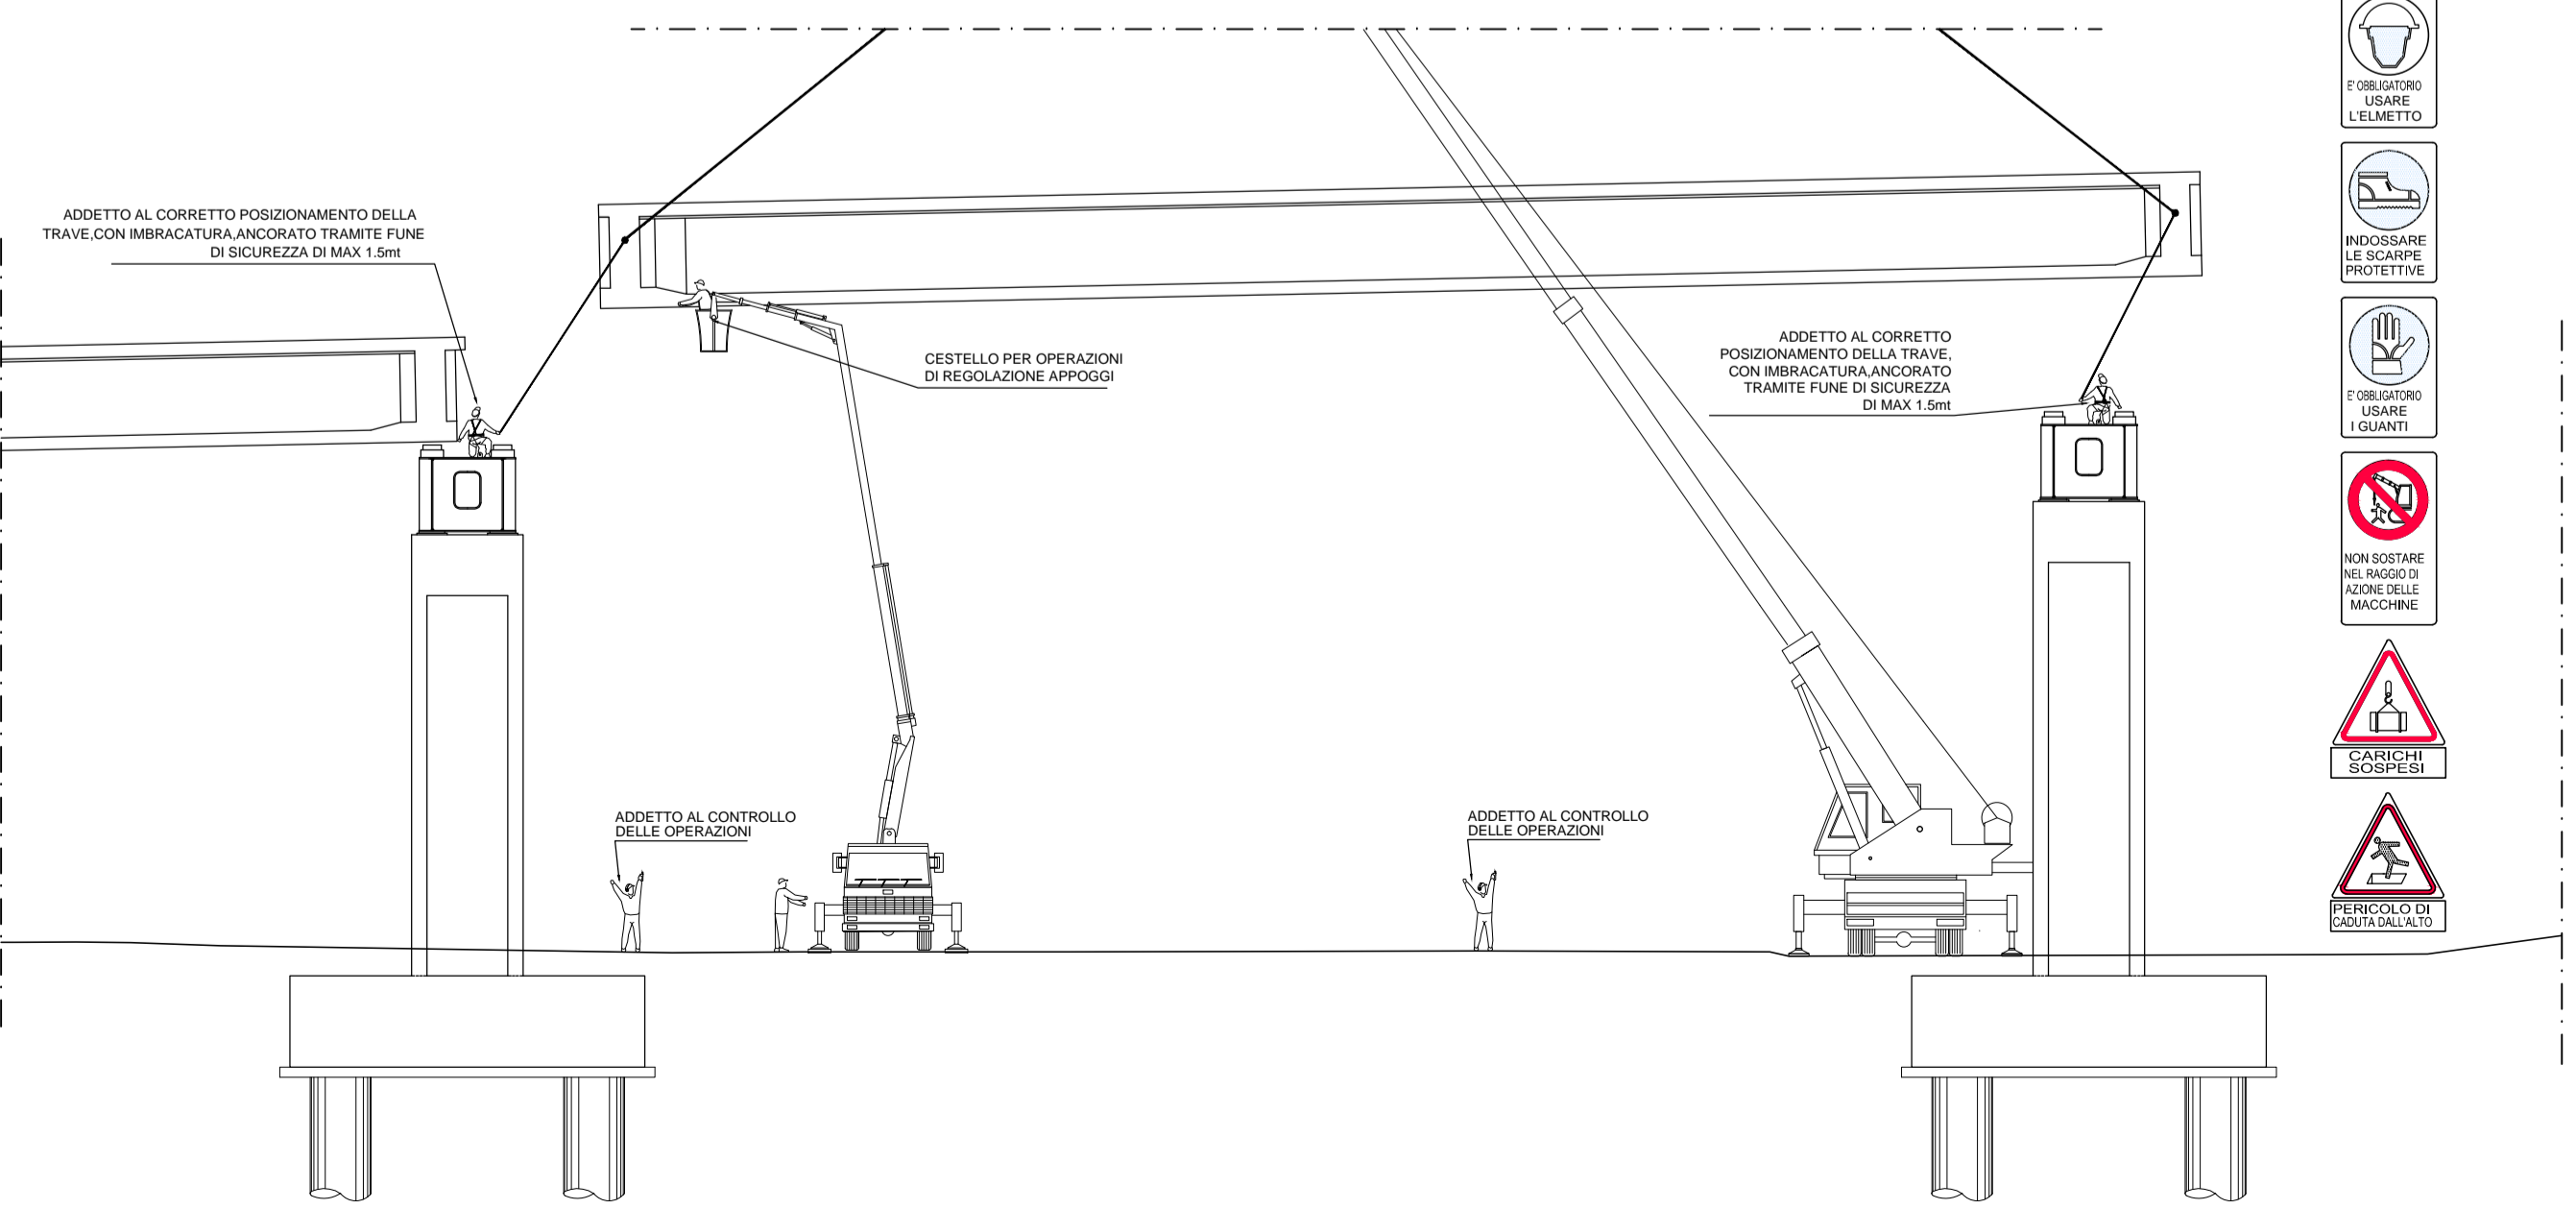 ADDETTO AL CORRETTO POSIZIONAMENTO DELLA
TRAVE,CON IMBRACATURA,ANCORATO TRAMITE FUNE
DI SICUREZZA DI MAX 1.5mt
CESTELLO PER OPERAZIONI
DI REGOLAZIONE APPOGGI
ADDETTO AL CORRETTO
POSIZIONAMENTO DELLA TRAVE,
CON IMBRACATURA,ANCORATO
TRAMITE FUNE DI SICUREZZA
DI MAX 1.5mt
ADDETTO AL CONTROLLO
DELLE OPERAZIONI
ADDETTO AL CONTROLLO
DELLE OPERAZIONI
E' OBBLIGATORIO
USARE
L'ELMETTO
INDOSSARE
LE SCARPE
PROTETTIVE
E' OBBLIGATORIO
USARE
I GUANTI
NON SOSTARE
NEL RAGGIO DI
AZIONE DELLE
MACCHINE
CARICHI
SOSPESI
PERICOLO DI
CADUTA DALL'ALTO